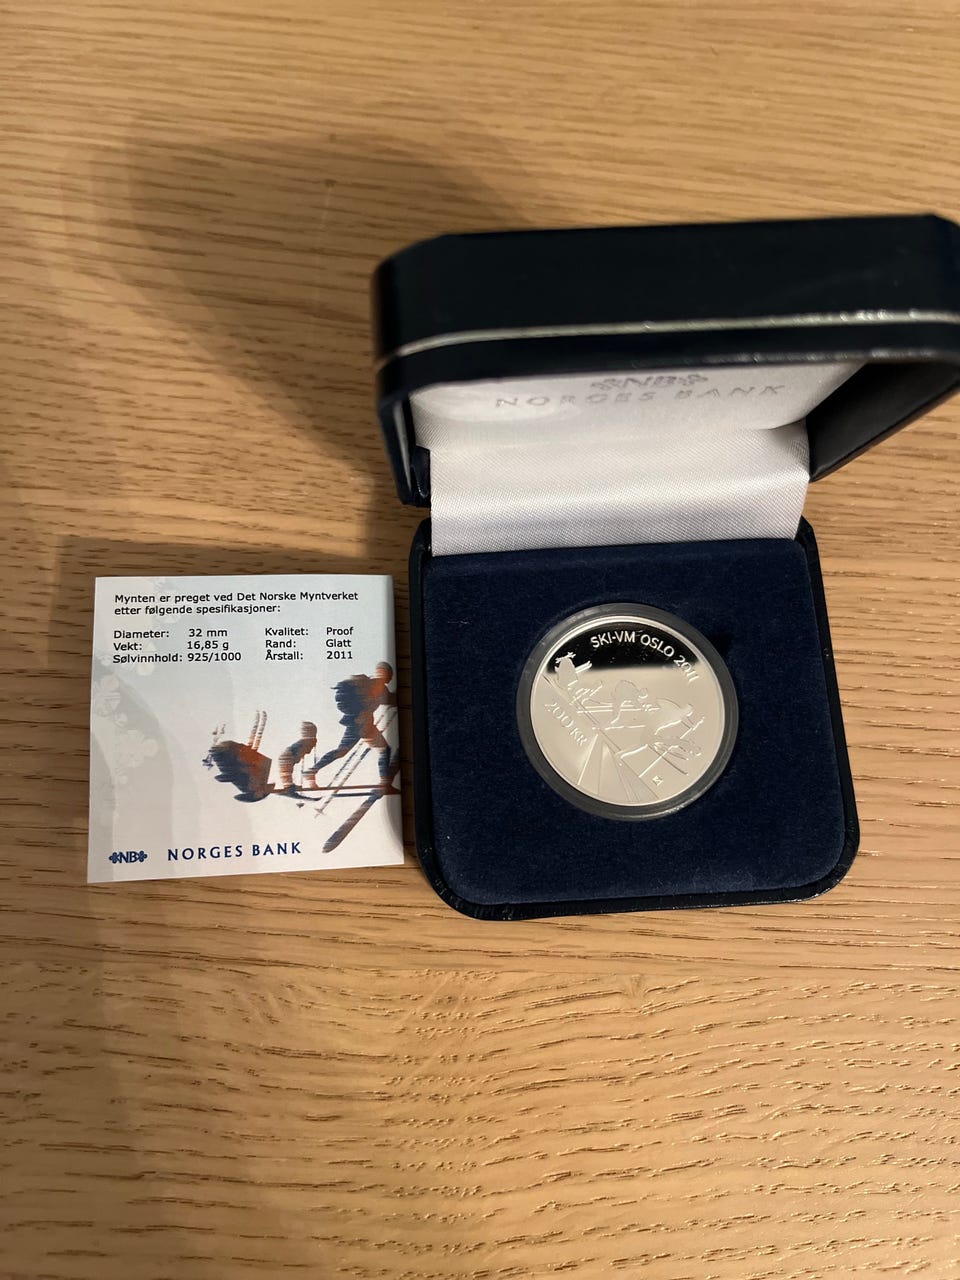 ✲NB✲
NORGES BANK
Mynten er preget ved Det Norske Myntverket
etter følgende spesifikasjoner:
Diameter: 32 mm Kvalitet: Proof
Vekt: 16,85 g Rand: Glatt
Sølvinnhold: 925/1000 Årstall: 2011
NB NORGES BANK
SKI-VM OSLO 2011
200 KR